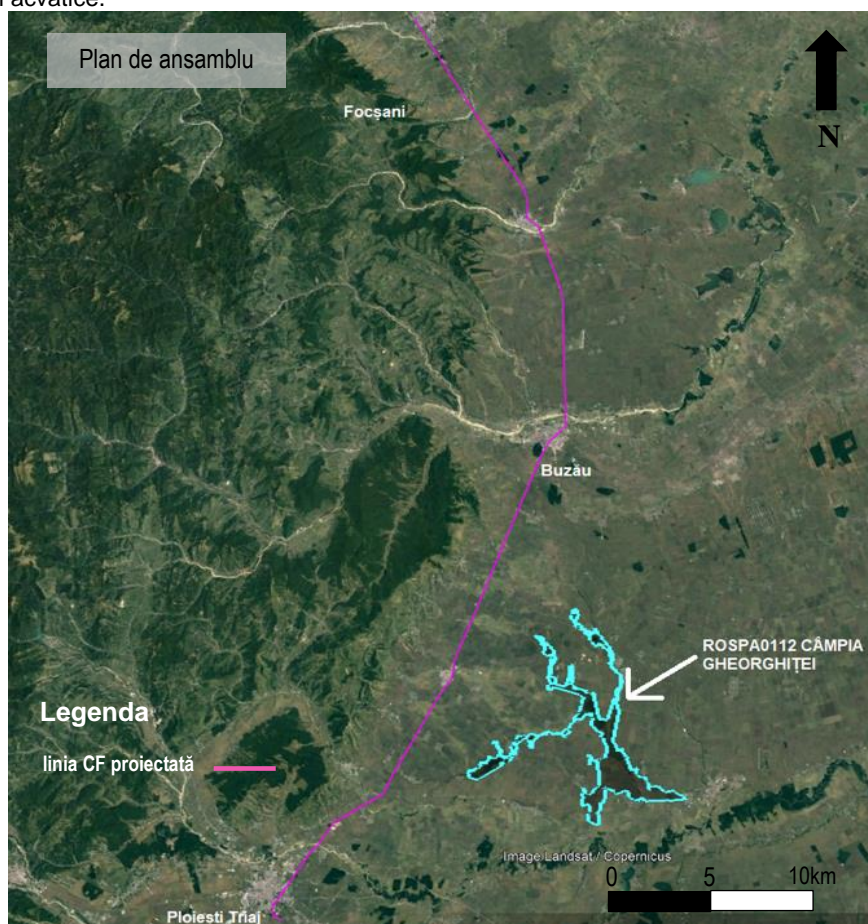 acvatice.
Plan de ansamblu
N
Focșani
Buzău
ROSPA0112 CÂMPIA
GHEORGHIȚEI
Legenda
linia CF proiectată
Image Landsat / Copernicus
0 5 10km
Ploiești Triaj